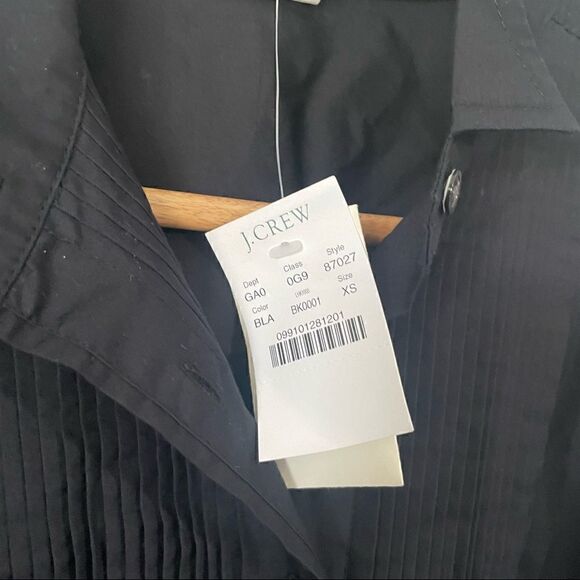 J.CREW
Dept Class Style
GA0 0G9 87027
Color Size
BLA BK0001 XS
099101281201